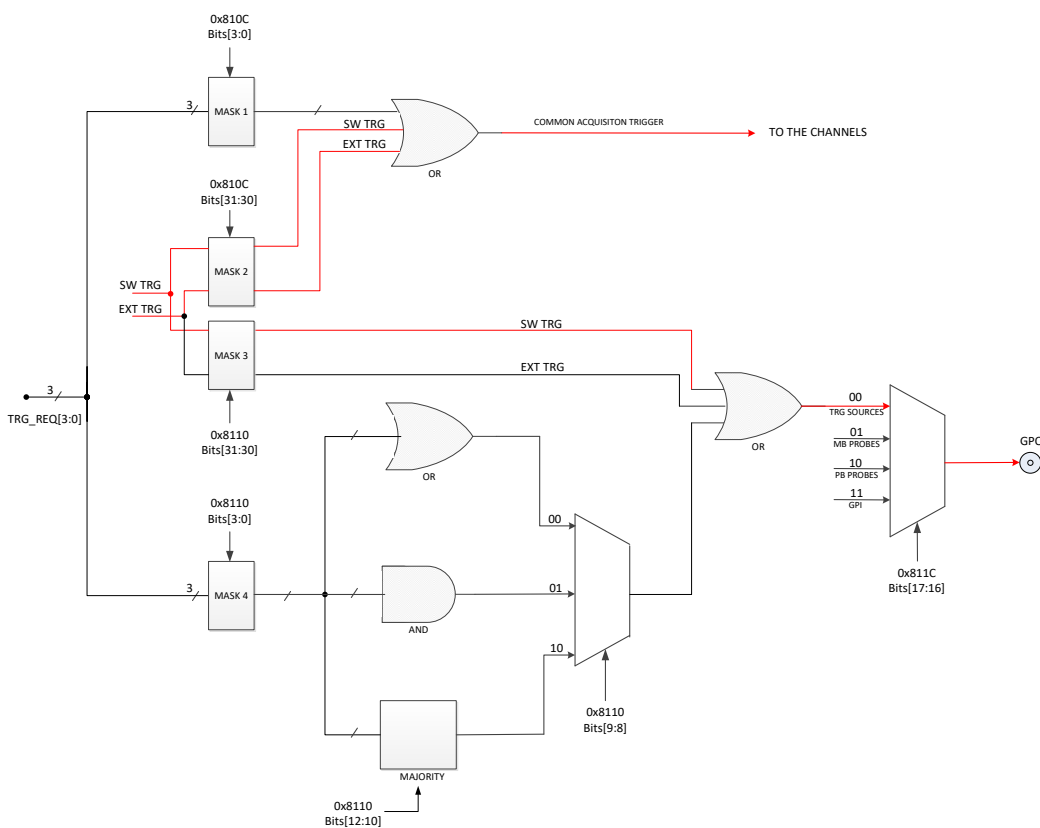 0x810C
Bits[3:0]
3
MASK 1
SW TRG
EXT TRG
OR
COMMON ACQUISITON TRIGGER
TO THE CHANNELS
0x810C
Bits[31:30]
MASK 2
SW TRG
EXT TRG
MASK 3
SW TRG
EXT TRG
0x8110
Bits[31:30]
3
TRG_REQ[3:0]
OR
OR
00
TRG SOURCES
01
MB PROBES
10
PB PROBES
11
GPI
GPO
0x811C
Bits[17:16]
0x8110
Bits[3:0]
3
MASK 4
00
01
10
AND
0x8110
Bits[9:8]
MAJORITY
0x8110
Bits[12:10]